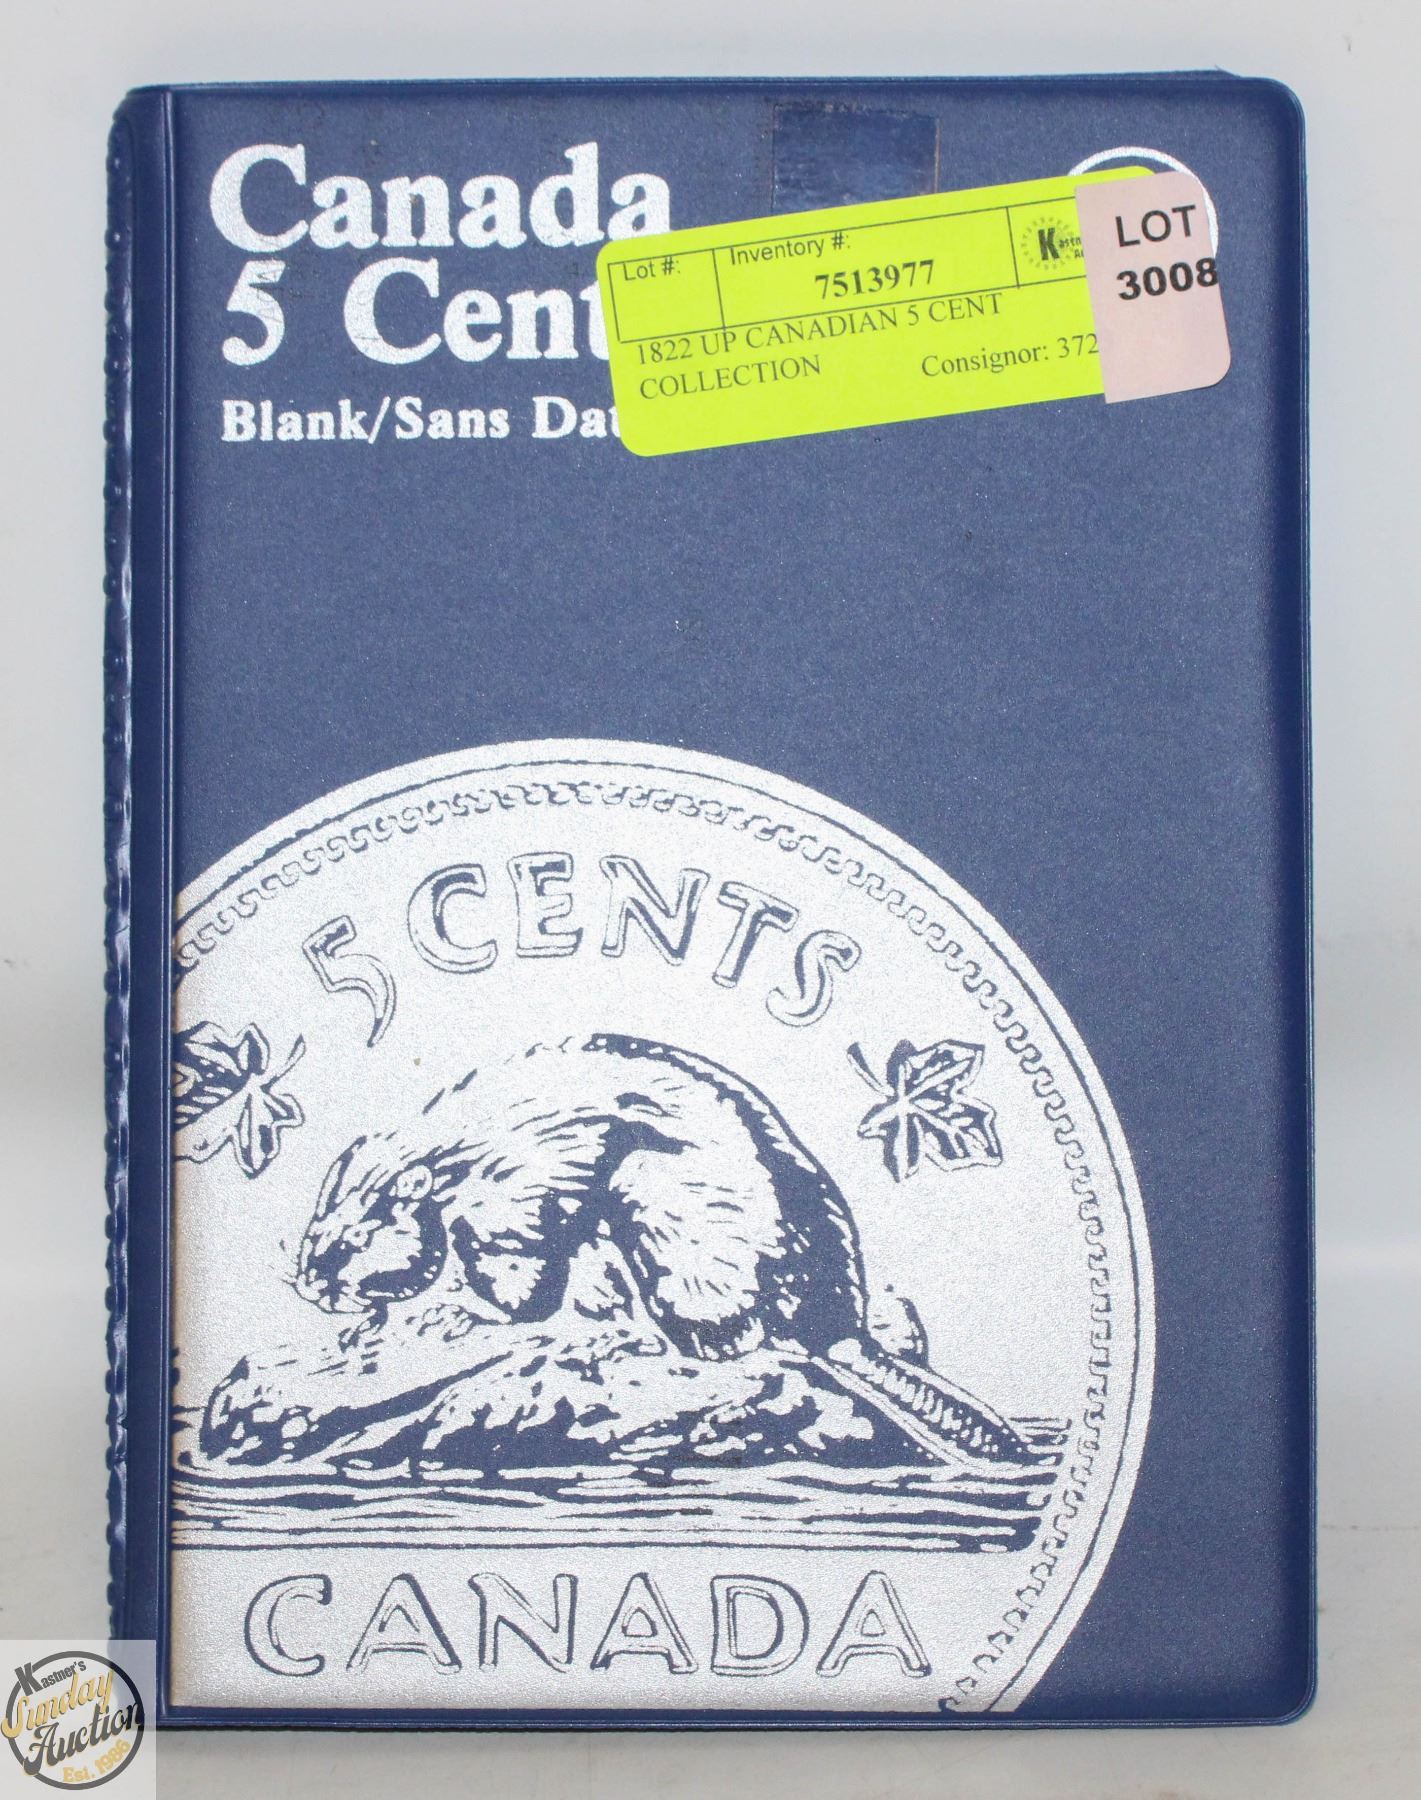 Canada
5 Cent
Blank/Sans Dat
Lot #:
Inventory #:
7513977
LOT
3008
1822 UP CANADIAN 5 CENT
COLLECTION
Consignor: 372
5 CENTS
CANADA
Kastner's
Sunday
Auction
Est. 1986